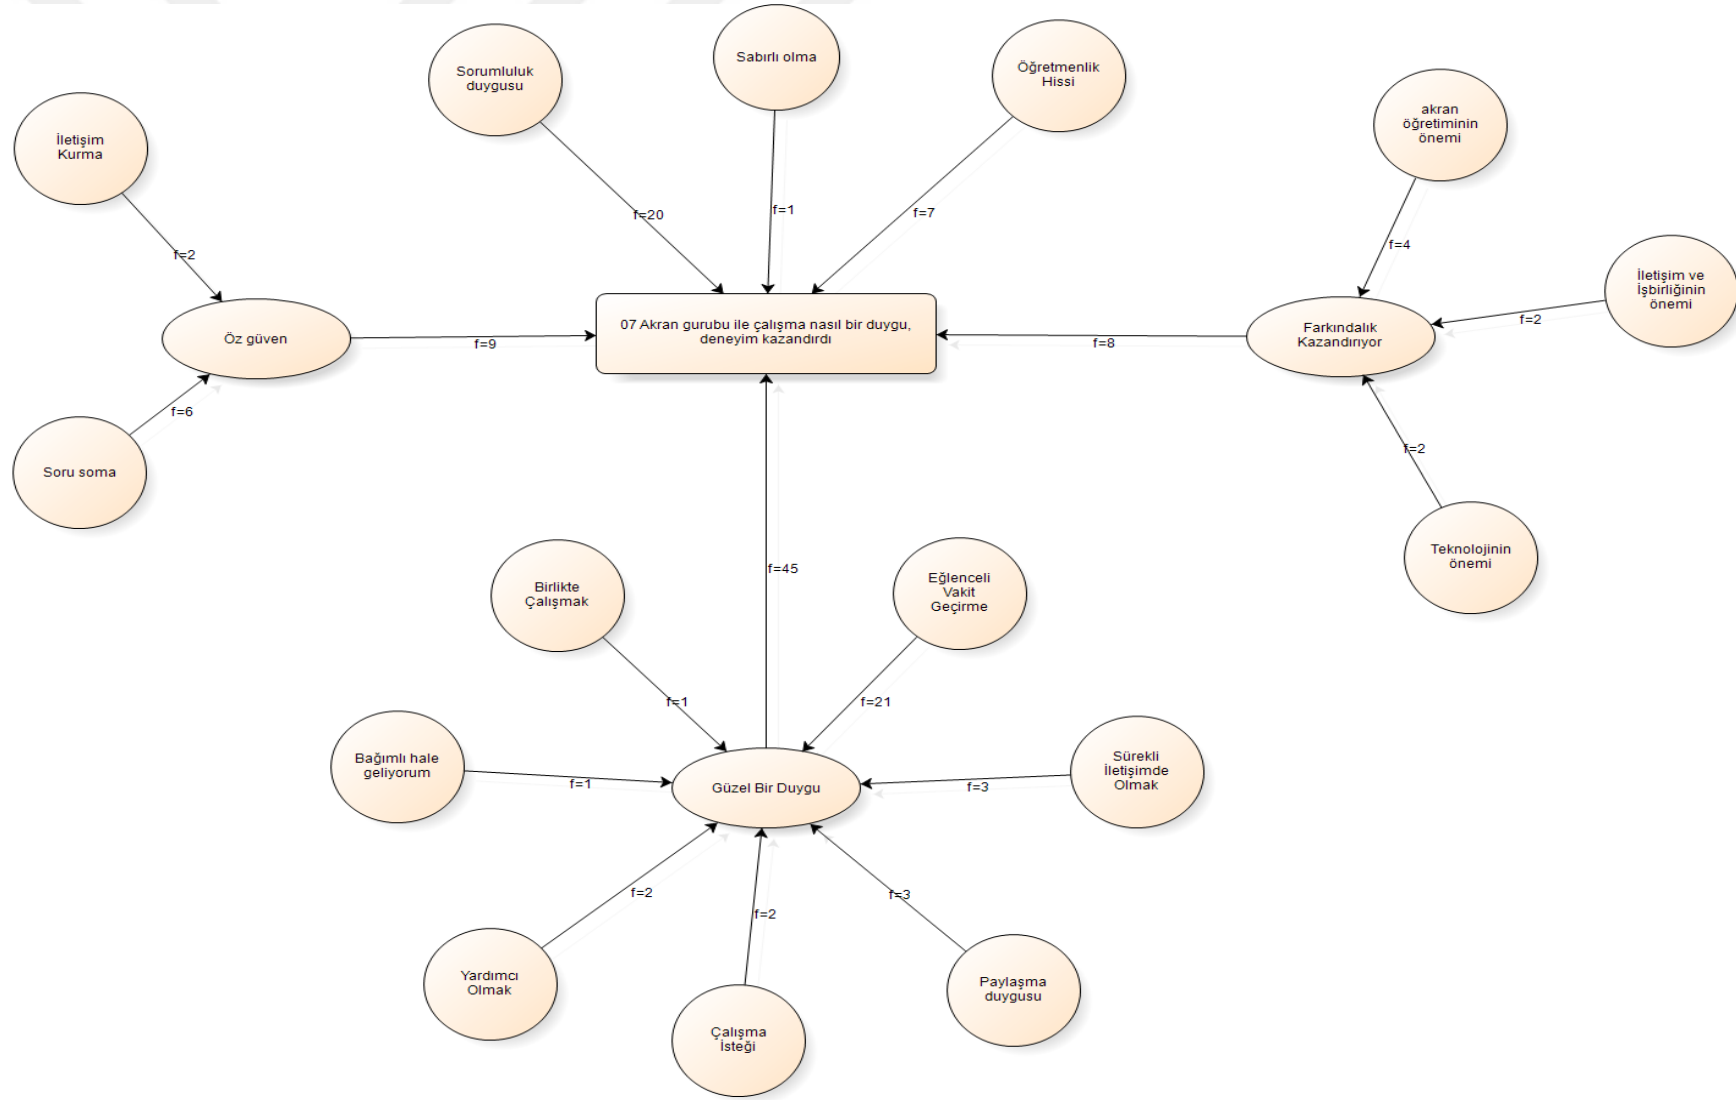 Sabırlı olma
Sorumluluk
duygusu
Öğretmenlik
Hissi
akran
öğretiminin
önemi
İletişim
Kurma
f=20
f=1
f=7
f=4
f=2
İletişim ve
İşbirliğinin
önemi
f=2
07 Akran gurubu ile çalışma nasıl bir duygu,
deneyim kazandırdı
Öz güven
f=9
f=8
Farkındalık
Kazandırıyor
f=6
Soru soma
f=2
Teknolojinin
önemi
f=45
Birlikte
Çalışmak
Eğlenceli
Vakit
Geçirme
f=1
f=21
Bağımlı hale
geliyorum
f=1
Güzel Bir Duygu
f=3
Sürekli
İletişimde
Olmak
f=2
f=2
f=3
Yardımcı
Olmak
Çalışma
İsteği
Paylaşma
duygusu